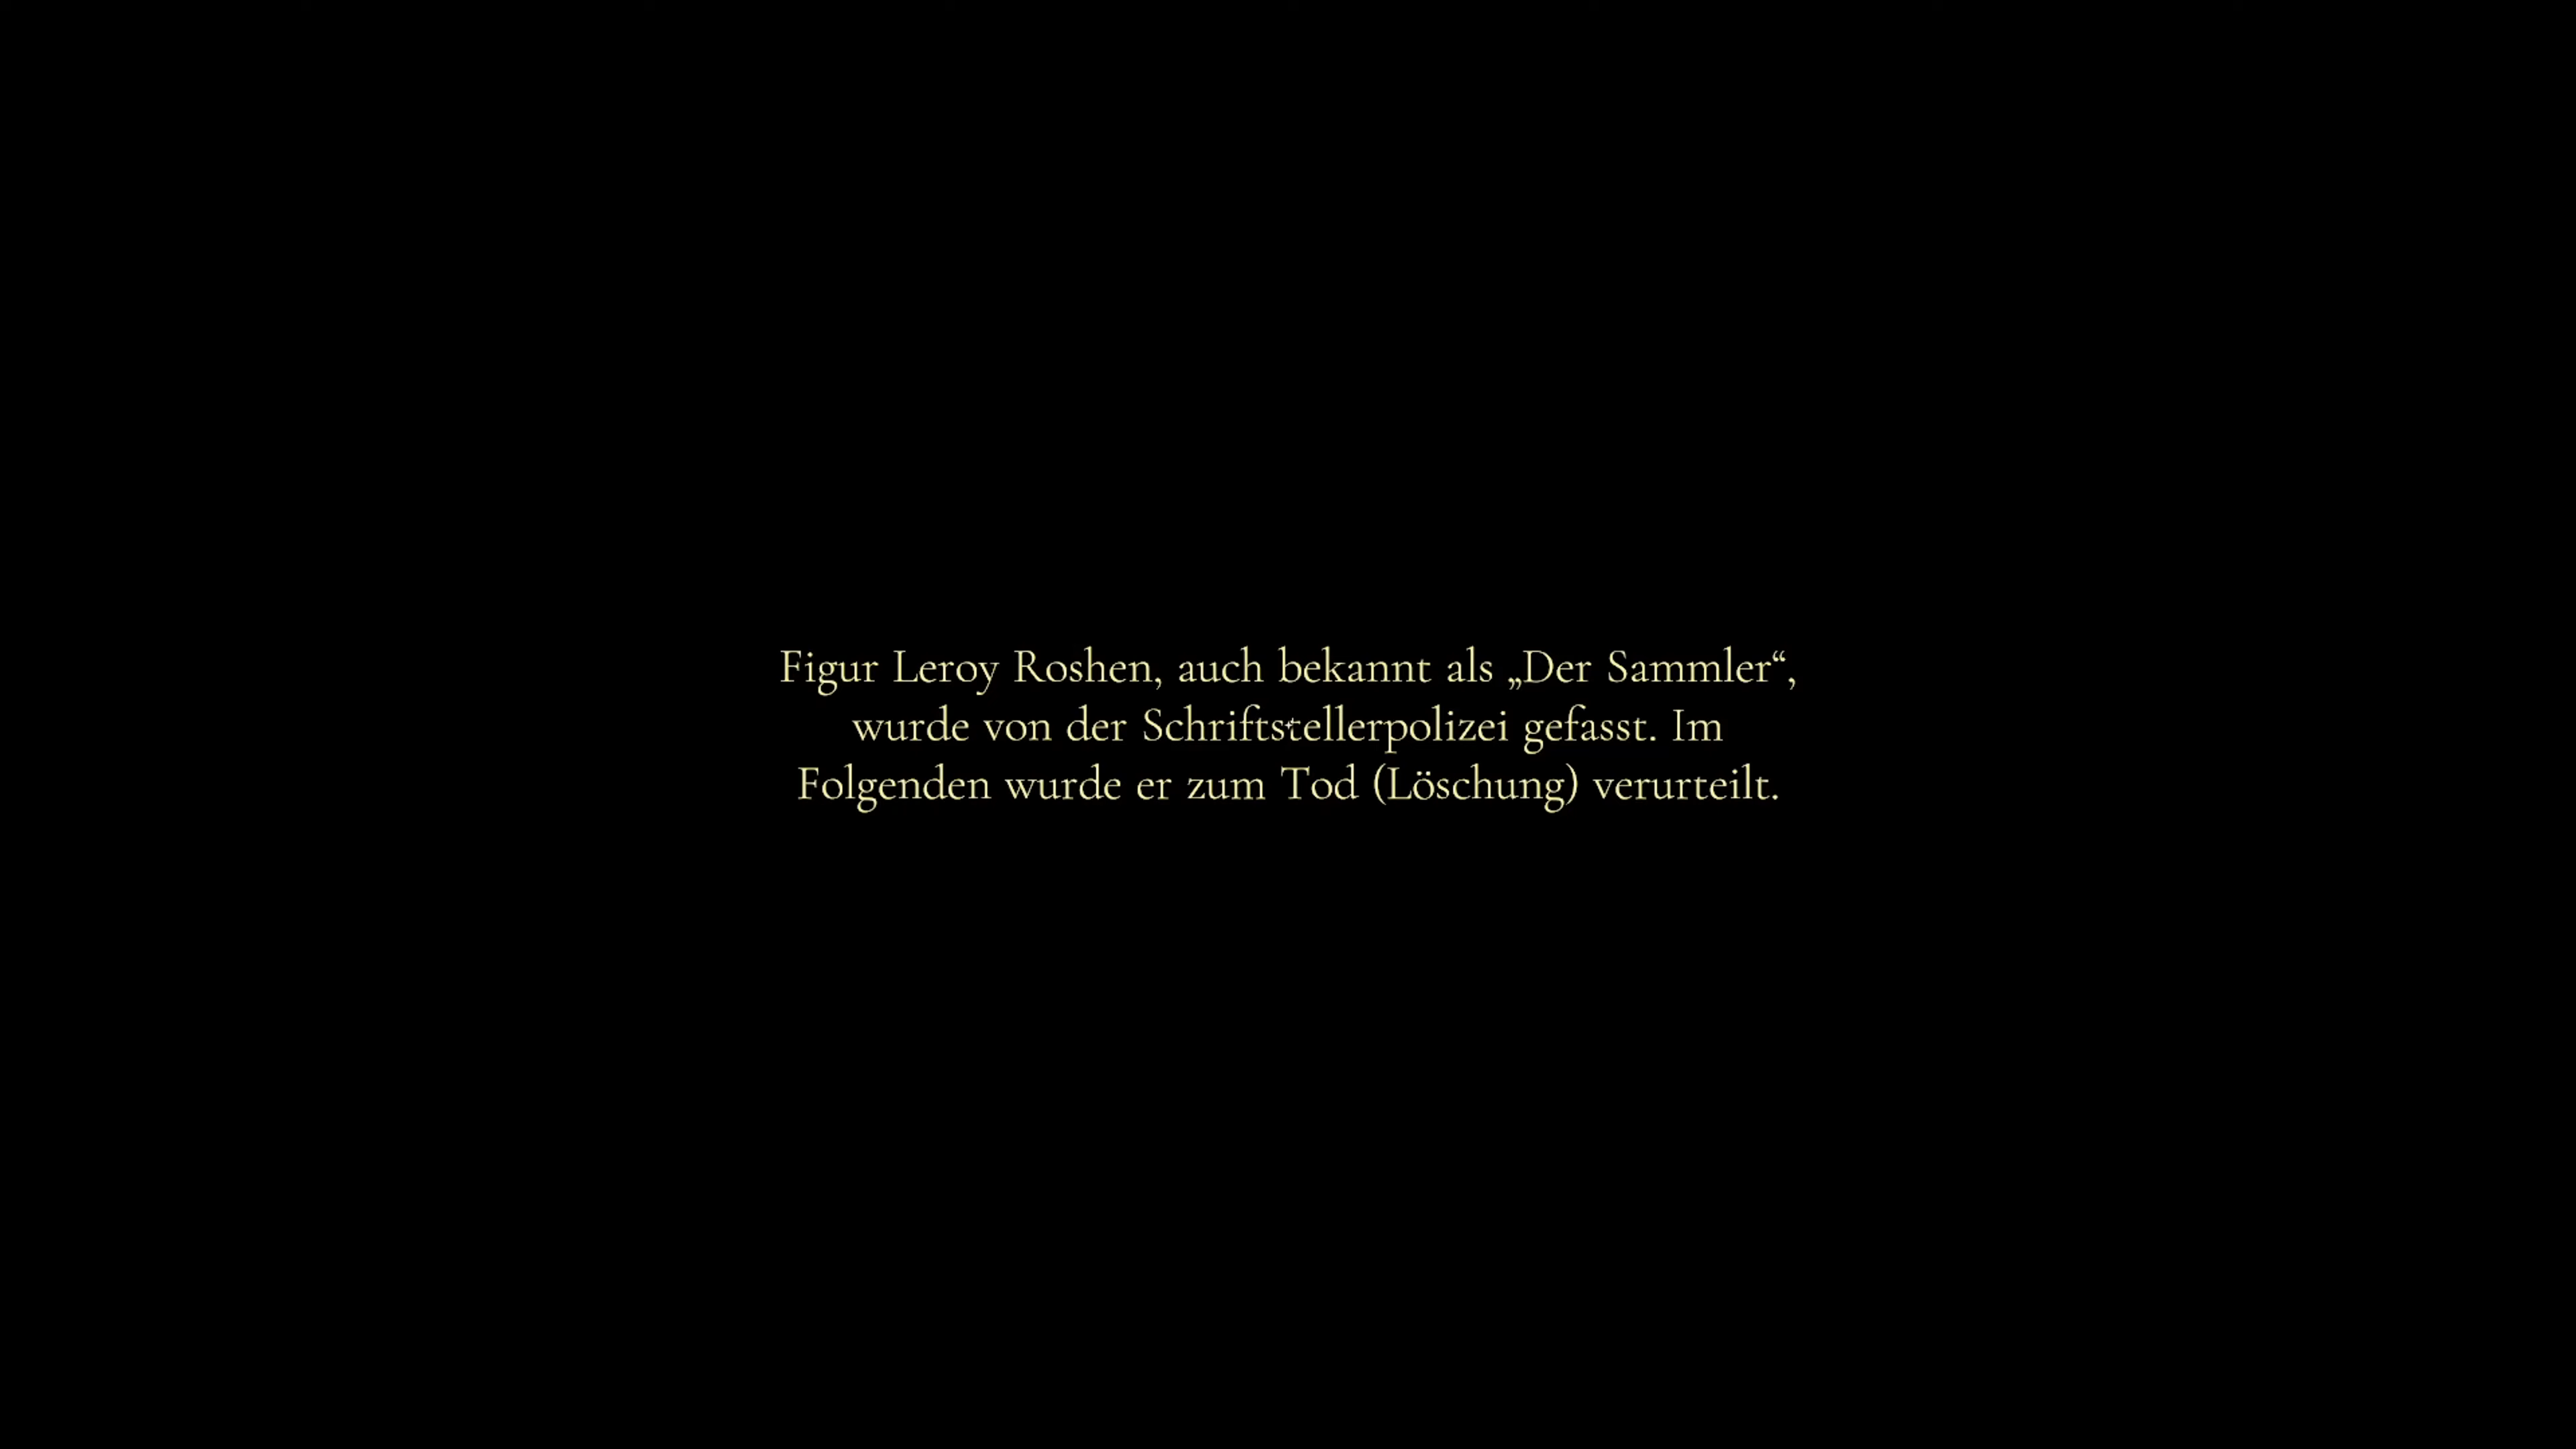 Figur Leroy Roshen, auch bekannt als „Der Sammler“,
wurde von der Schriftstellerpolizei gefasst. Im
Folgenden wurde er zum Tod (Löschung) verurteilt.